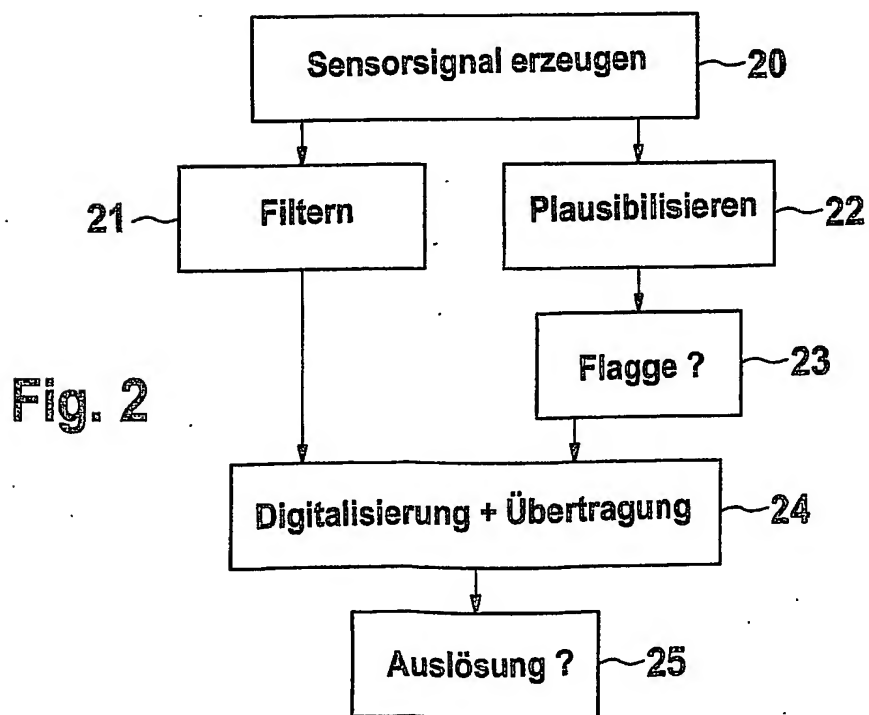 Sensorsignal erzeugen 20
21 Filtern
Plausibilisieren 22
Flagge ? 23
Fig. 2
Digitalisierung + Übertragung 24
Auslösung ? 25